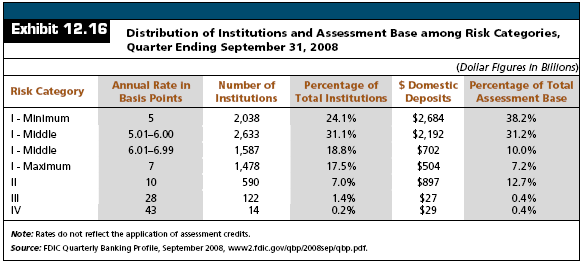 Exhibit 12.16
Distribution of Institutions and Assessment Base among Risk Categories,
Quarter Ending September 31, 2008
(Dollar Figures in Billions)
Risk Category Annual Rate in Basis Points Number of Institutions Percentage of Total Institutions $ Domestic Deposits Percentage of Total Assessment Base
I - Minimum 5 2,038 24.1% $2,684 38.2%
I - Middle 5.01–6.00 2,633 31.1% $2,192 31.2%
I - Middle 6.01–6.99 1,587 18.8% $702 10.0%
I - Maximum 7 1,478 17.5% $504 7.2%
II 10 590 7.0% $897 12.7%
III 28 122 1.4% $27 0.4%
IV 43 14 0.2% $29 0.4%
Note: Rates do not reflect the application of assessment credits.
Source: FDIC Quarterly Banking Profile, September 2008, www2.fdic.gov/qbp/2008sep/qbp.pdf.